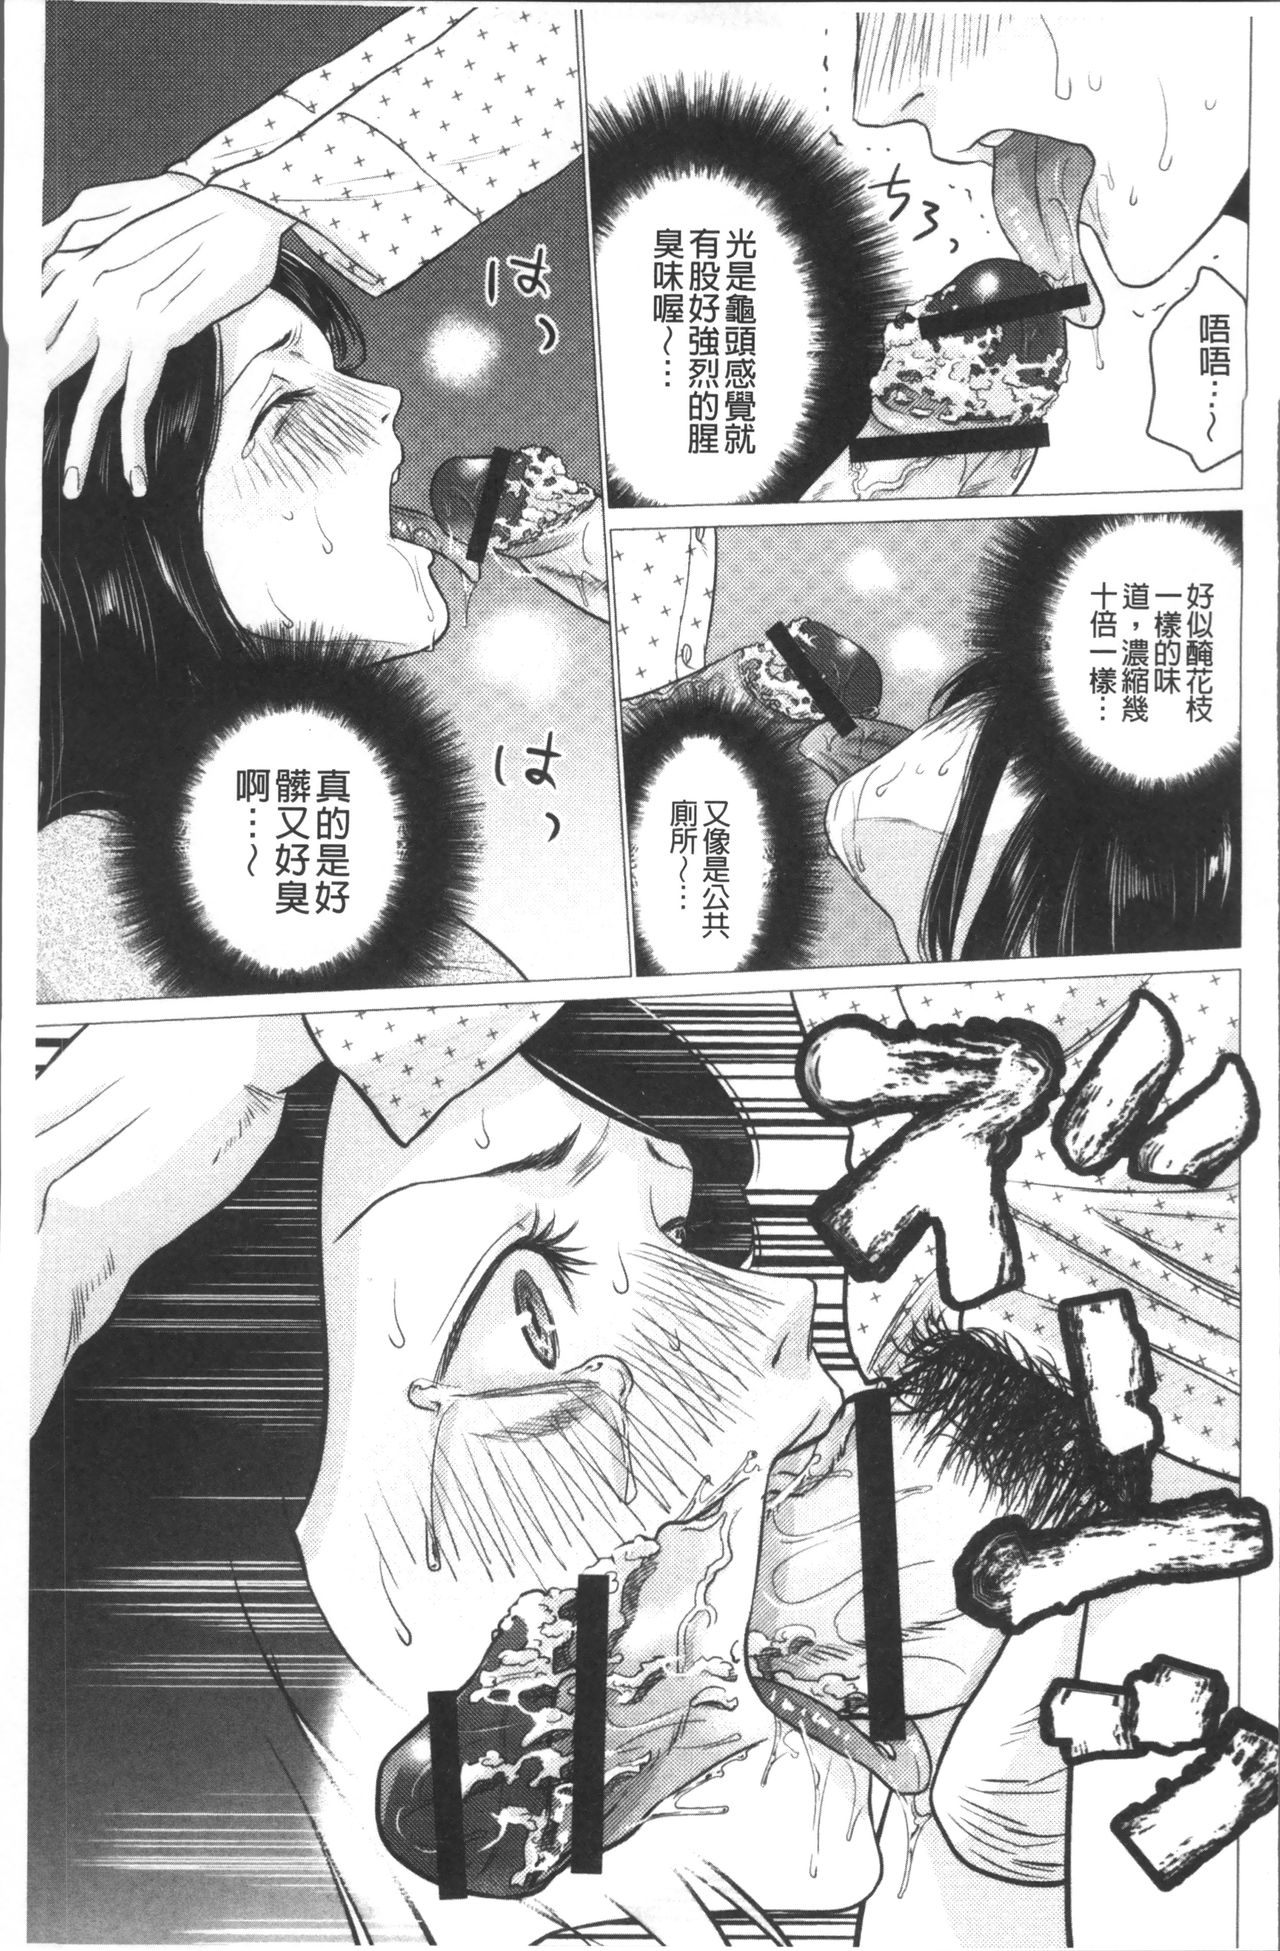 唔唔…～
ちろ、
光是龜頭感覺就
有股好強烈的腥
臭味喔～…
は、
好似醃花枝
一樣的味
道，濃縮幾
十倍一樣…
又像是公共
廁所～…
は、
真的是好
髒又好臭
啊…～